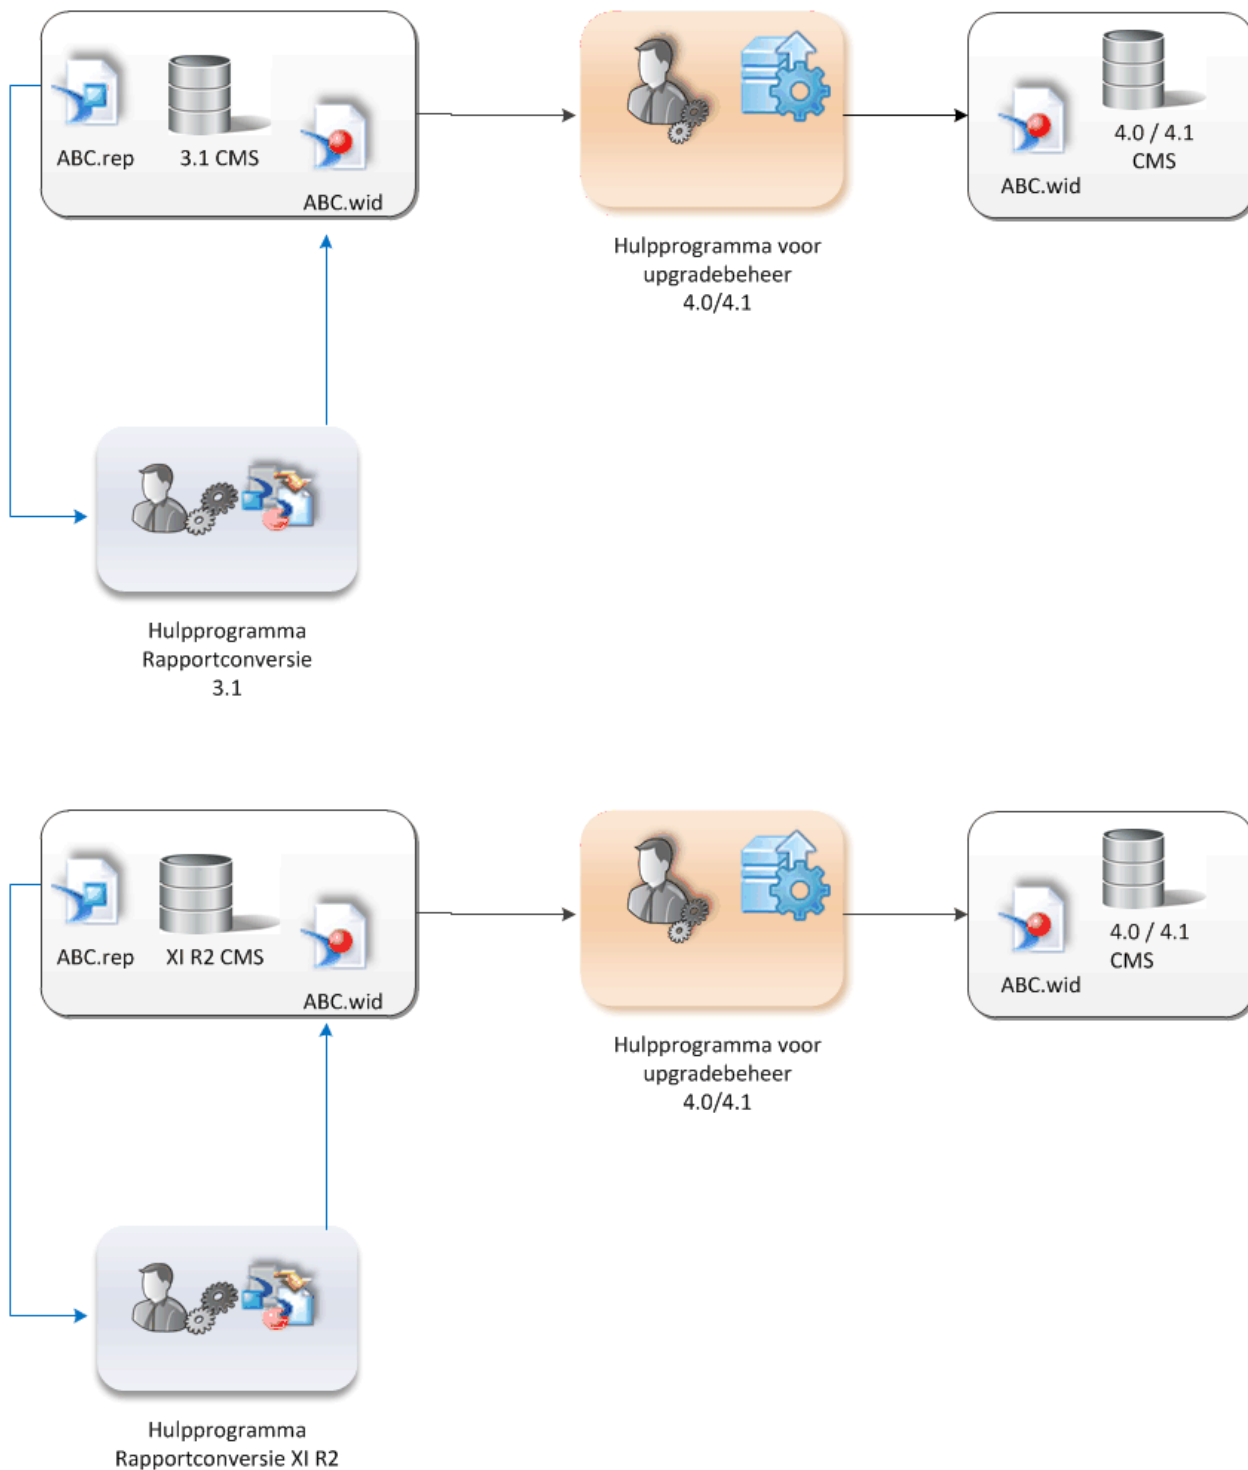 ABC.rep
3.1 CMS
ABC.wid
Hulpprogramma voor
upgradebeheer
4.0/4.1
ABC.wid
4.0 / 4.1
CMS
Hulpprogramma
Rapportconversie
3.1
ABC.rep
XI R2 CMS
ABC.wid
Hulpprogramma voor
upgradebeheer
4.0/4.1
ABC.wid
4.0 / 4.1
CMS
Hulpprogramma
Rapportconversie XI R2